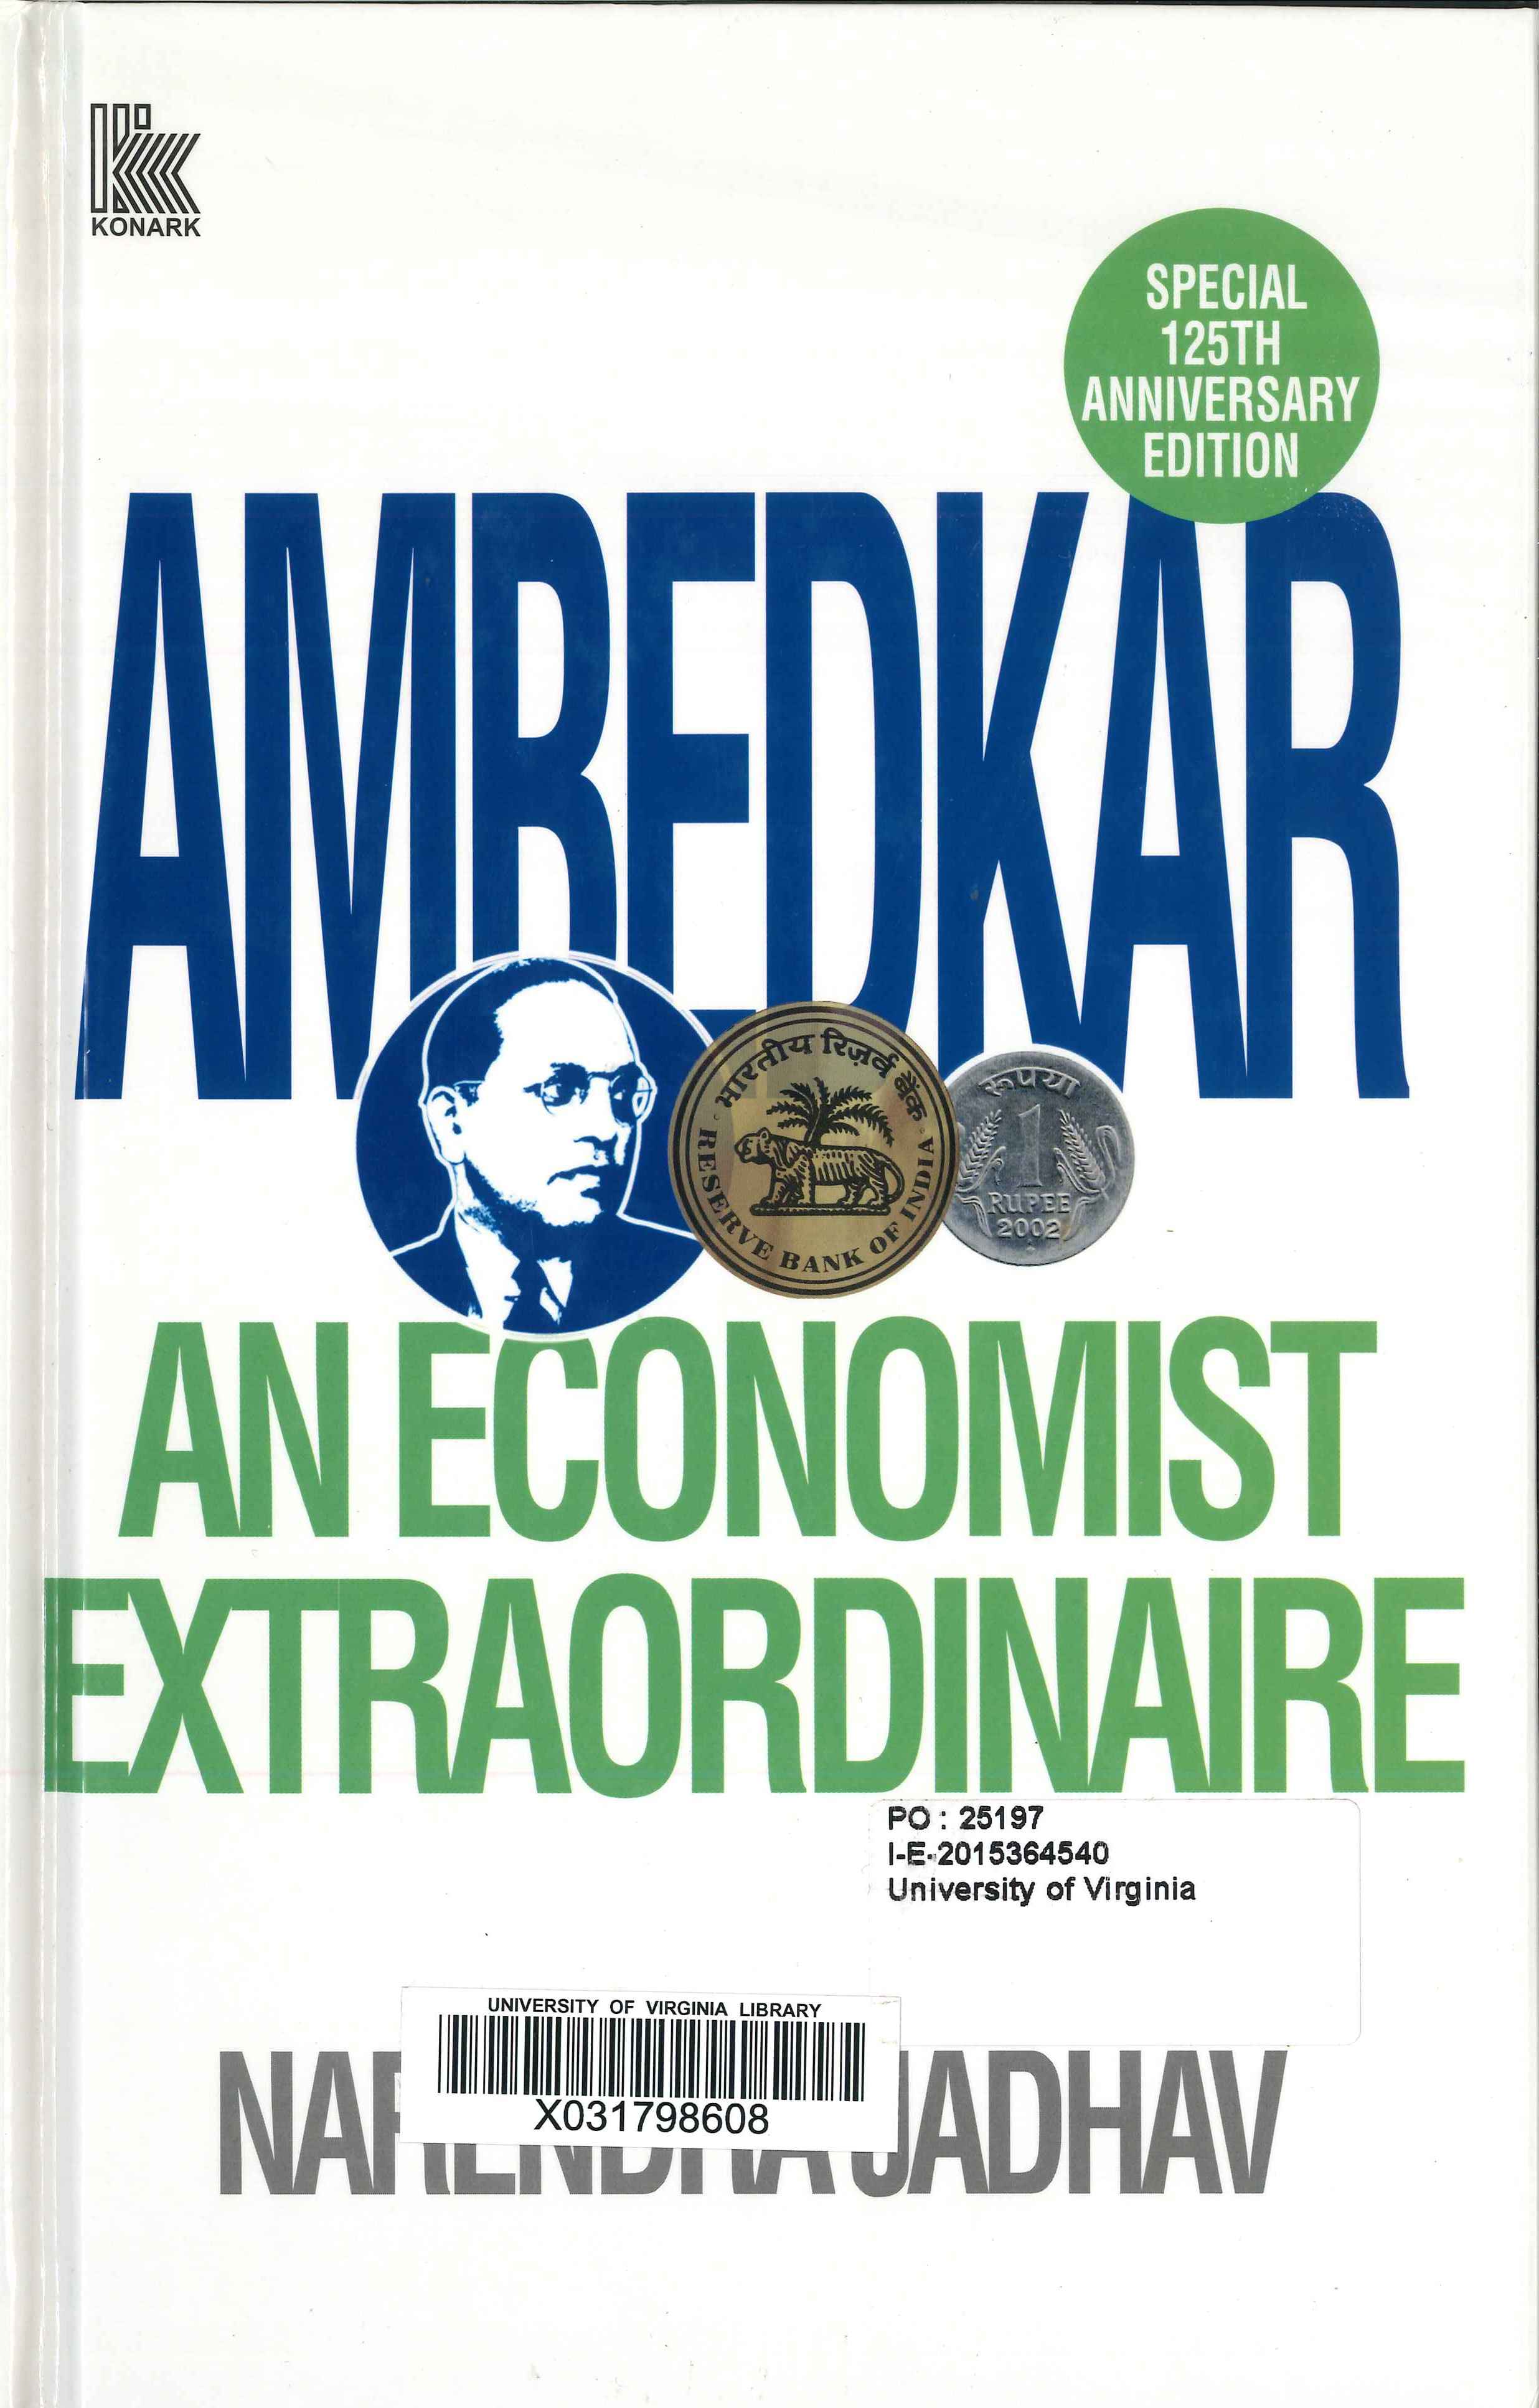 KONARK
SPECIAL
125TH
ANNIVERSARY
EDITION
AMBEDKAR
भारतीय रिज़र्व बैंक
RESERVE BANK OF INDIA
रूपया
1
RUPEE
2002
AN ECONOMIST
EXTRAORDINAIRE
PO : 25197
I-E-2015364540
University of Virginia
UNIVERSITY OF VIRGINIA LIBRARY
X031798608
NARENDRA JADHAV